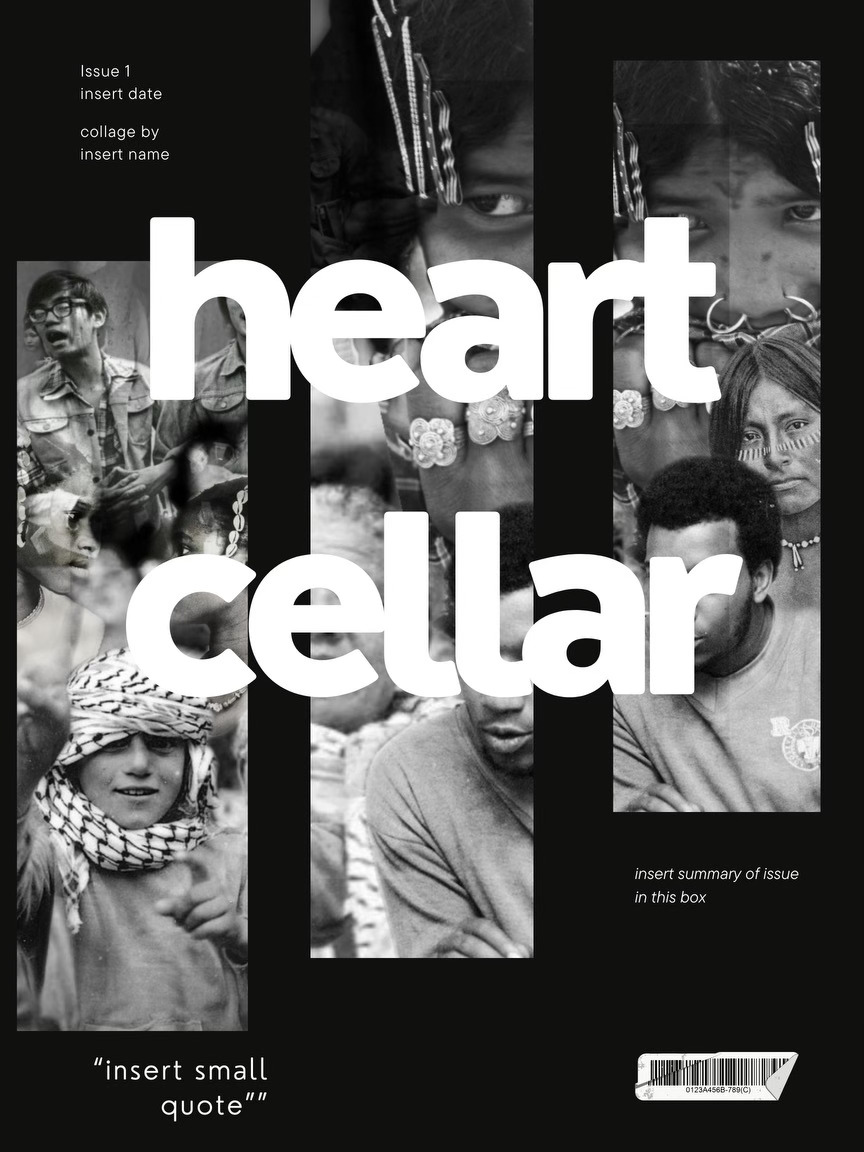 Issue 1
insert date
collage by
insert name
heart
cellar
insert summary of issue
in this box
“insert small
quote””
0123A456B-789(C)